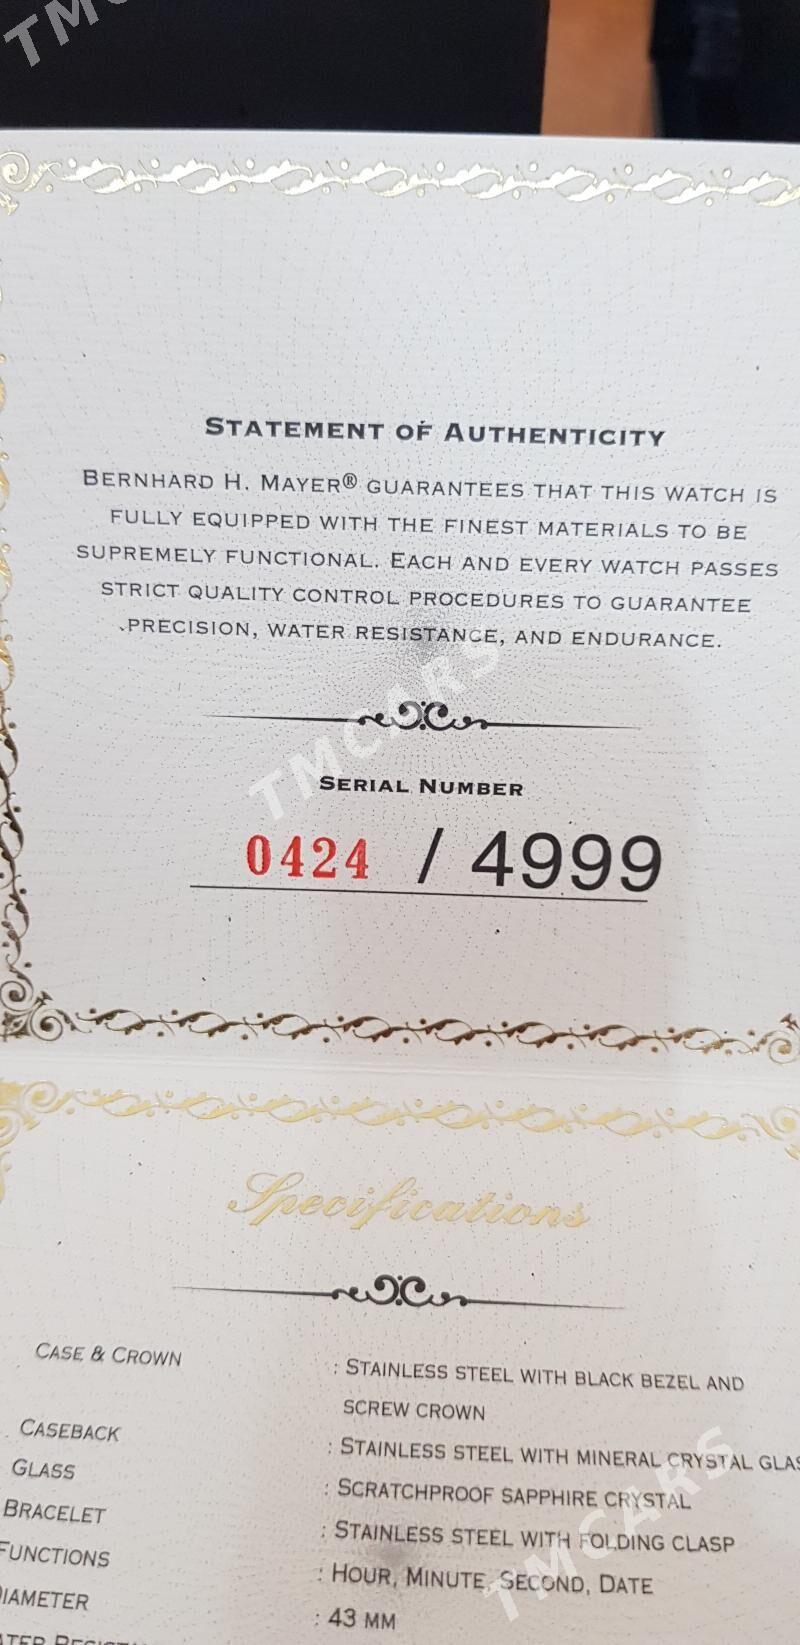 STATEMENT OF AUTHENTICITY
BERNHARD H. MAYER® GUARANTEES THAT THIS WATCH IS
FULLY EQUIPPED WITH THE FINEST MATERIALS TO BE
SUPREMELY FUNCTIONAL. EACH AND EVERY WATCH PASSES
STRICT QUALITY CONTROL PROCEDURES TO GUARANTEE
PRECISION, WATER RESISTANCE, AND ENDURANCE.
TMCARS
SERIAL NUMBER
0424 / 4999
Specifications
CASE & CROWN : STAINLESS STEEL WITH BLACK BEZEL AND
SCREW CROWN
CASEBACK : STAINLESS STEEL WITH MINERAL CRYSTAL GLAS
GLASS : SCRATCHPROOF SAPPHIRE CRYSTAL
BRACELET : STAINLESS STEEL WITH FOLDING CLASP
FUNCTIONS : HOUR, MINUTE, SECOND, DATE
DIAMETER : 43 MM
TMCARS